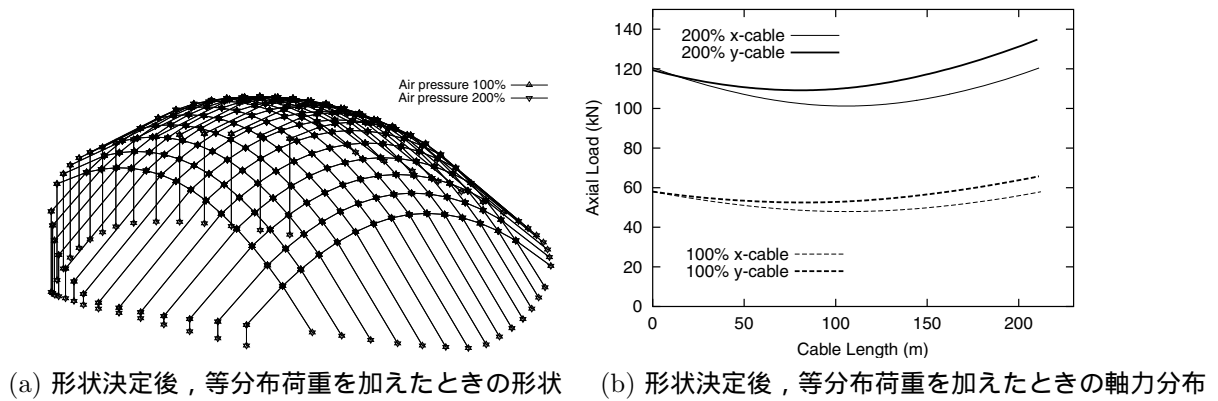 Air pressure 100%
Air pressure 200%
200% x-cable
200% y-cable
100% x-cable
100% y-cable
Axial Load (kN)
140
120
100
80
60
40
20
0
0 50 100 150 200
Cable Length (m)
(a) 形状決定後，等分布荷重を加えたときの形状
(b) 形状決定後，等分布荷重を加えたときの軸力分布